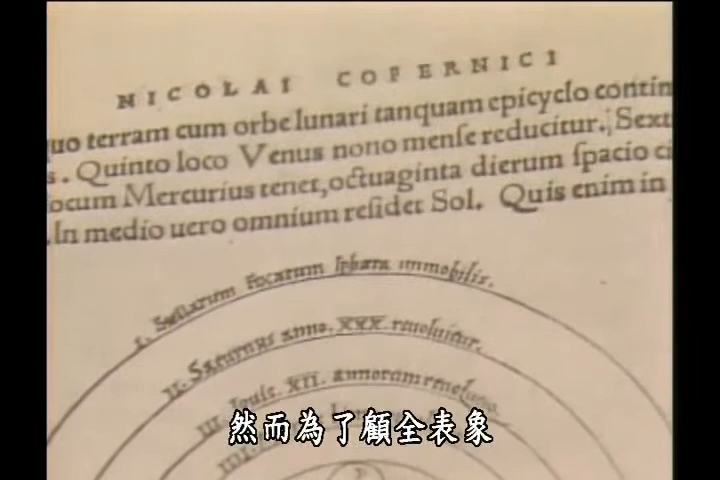 NICOLAI COPERNICI
quo terram cum orbe lunari tanquam epicyclo contin
s. Quinto loco Venus nono mense reducitur. Sext
locum Mercurius tenet, octuaginta dierum spacio ci
. In medio uero omnium residet Sol. Quis enim in
I. Stellarum Fixarum sphæra immobilis.
II. Saturnus anno. XXX. reuoluitur.
III. Iouis. XII. annorum reuolutio.
IIII.
然而為了顧全表象